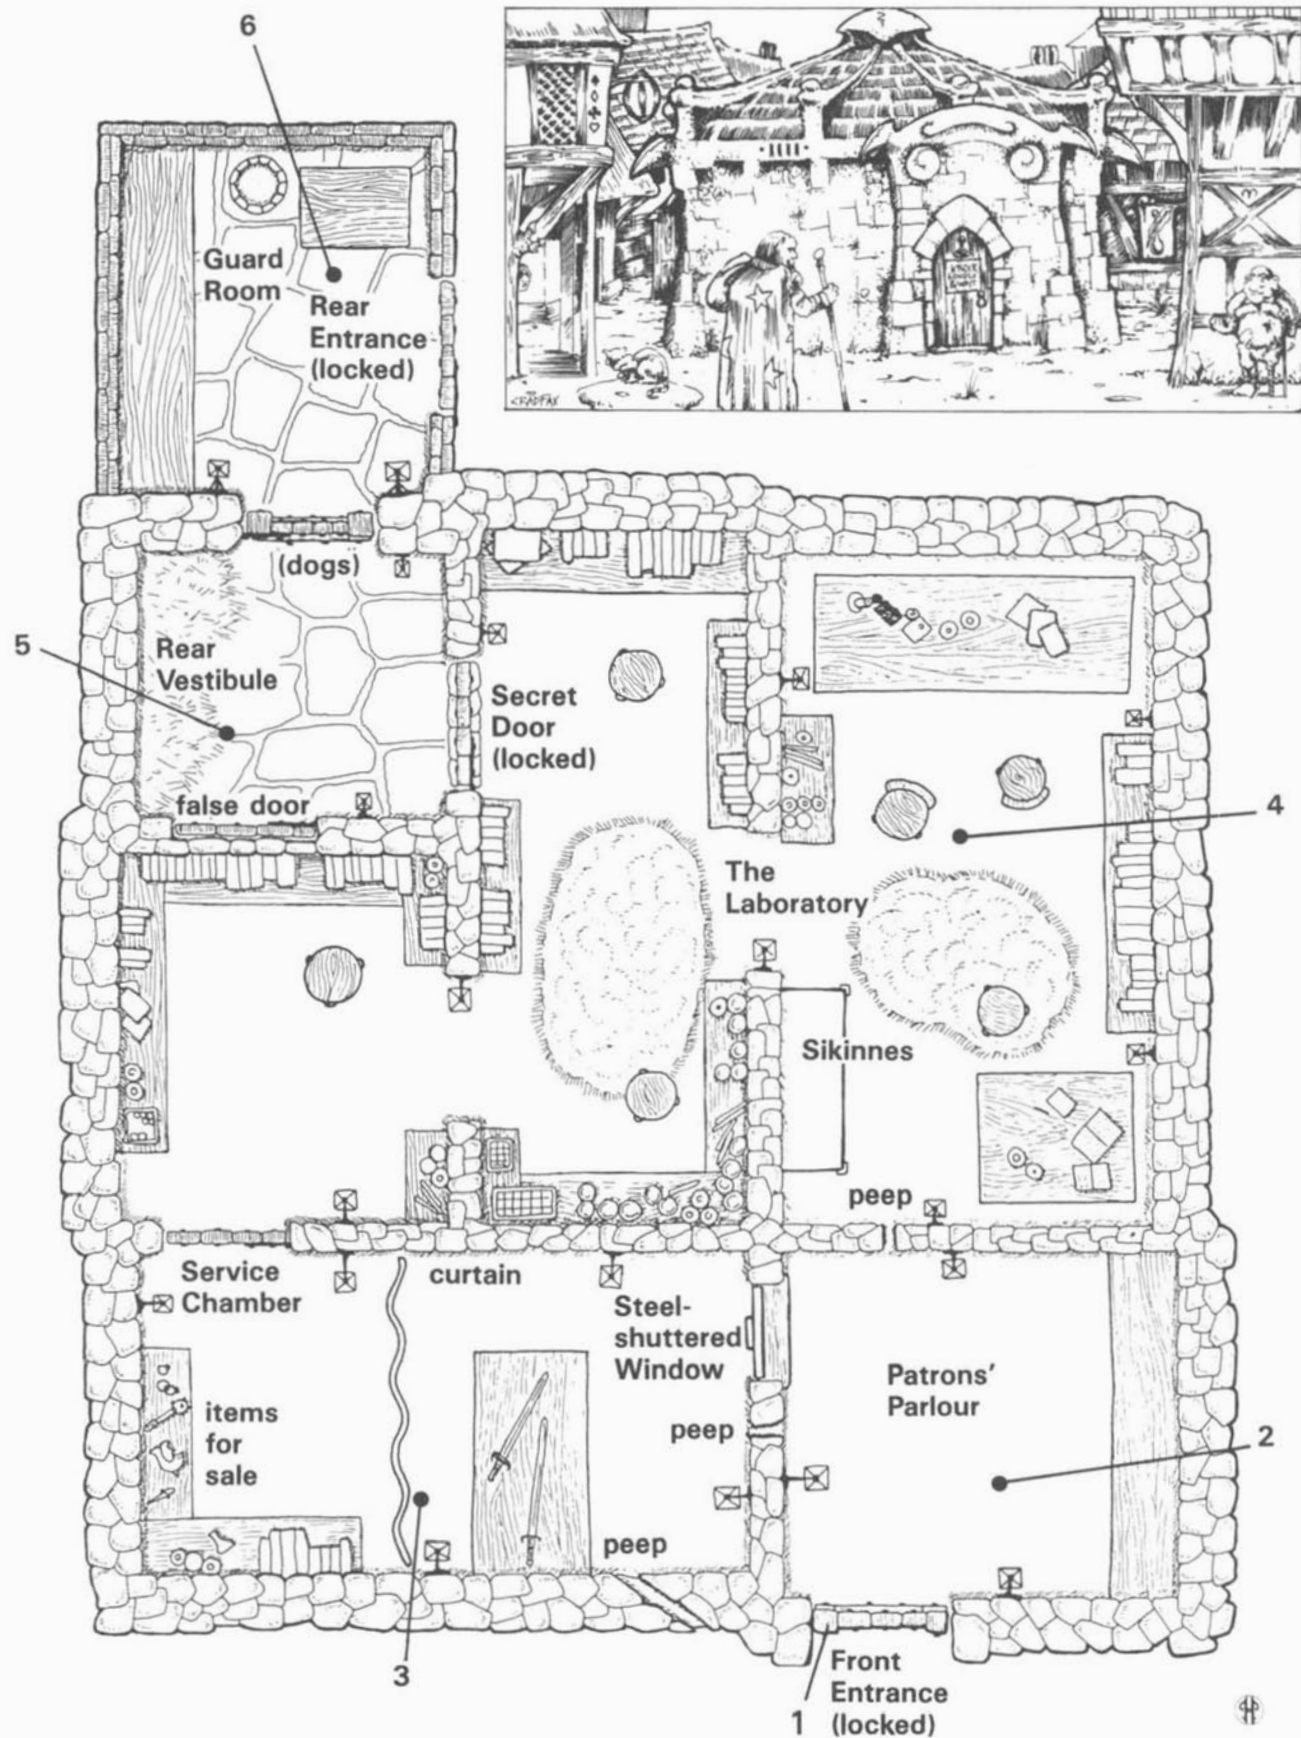 6
CRADFAX
Guard
Room
Rear
Entrance
(locked)
(dogs)
5
Rear
Vestibule
Secret
Door
(locked)
false door
4
The
Laboratory
Sikinnes
peep
Service
Chamber
curtain
Steel-
shuttered
Window
Patrons'
Parlour
items
for
sale
peep
2
peep
3
1
Front
Entrance
(locked)